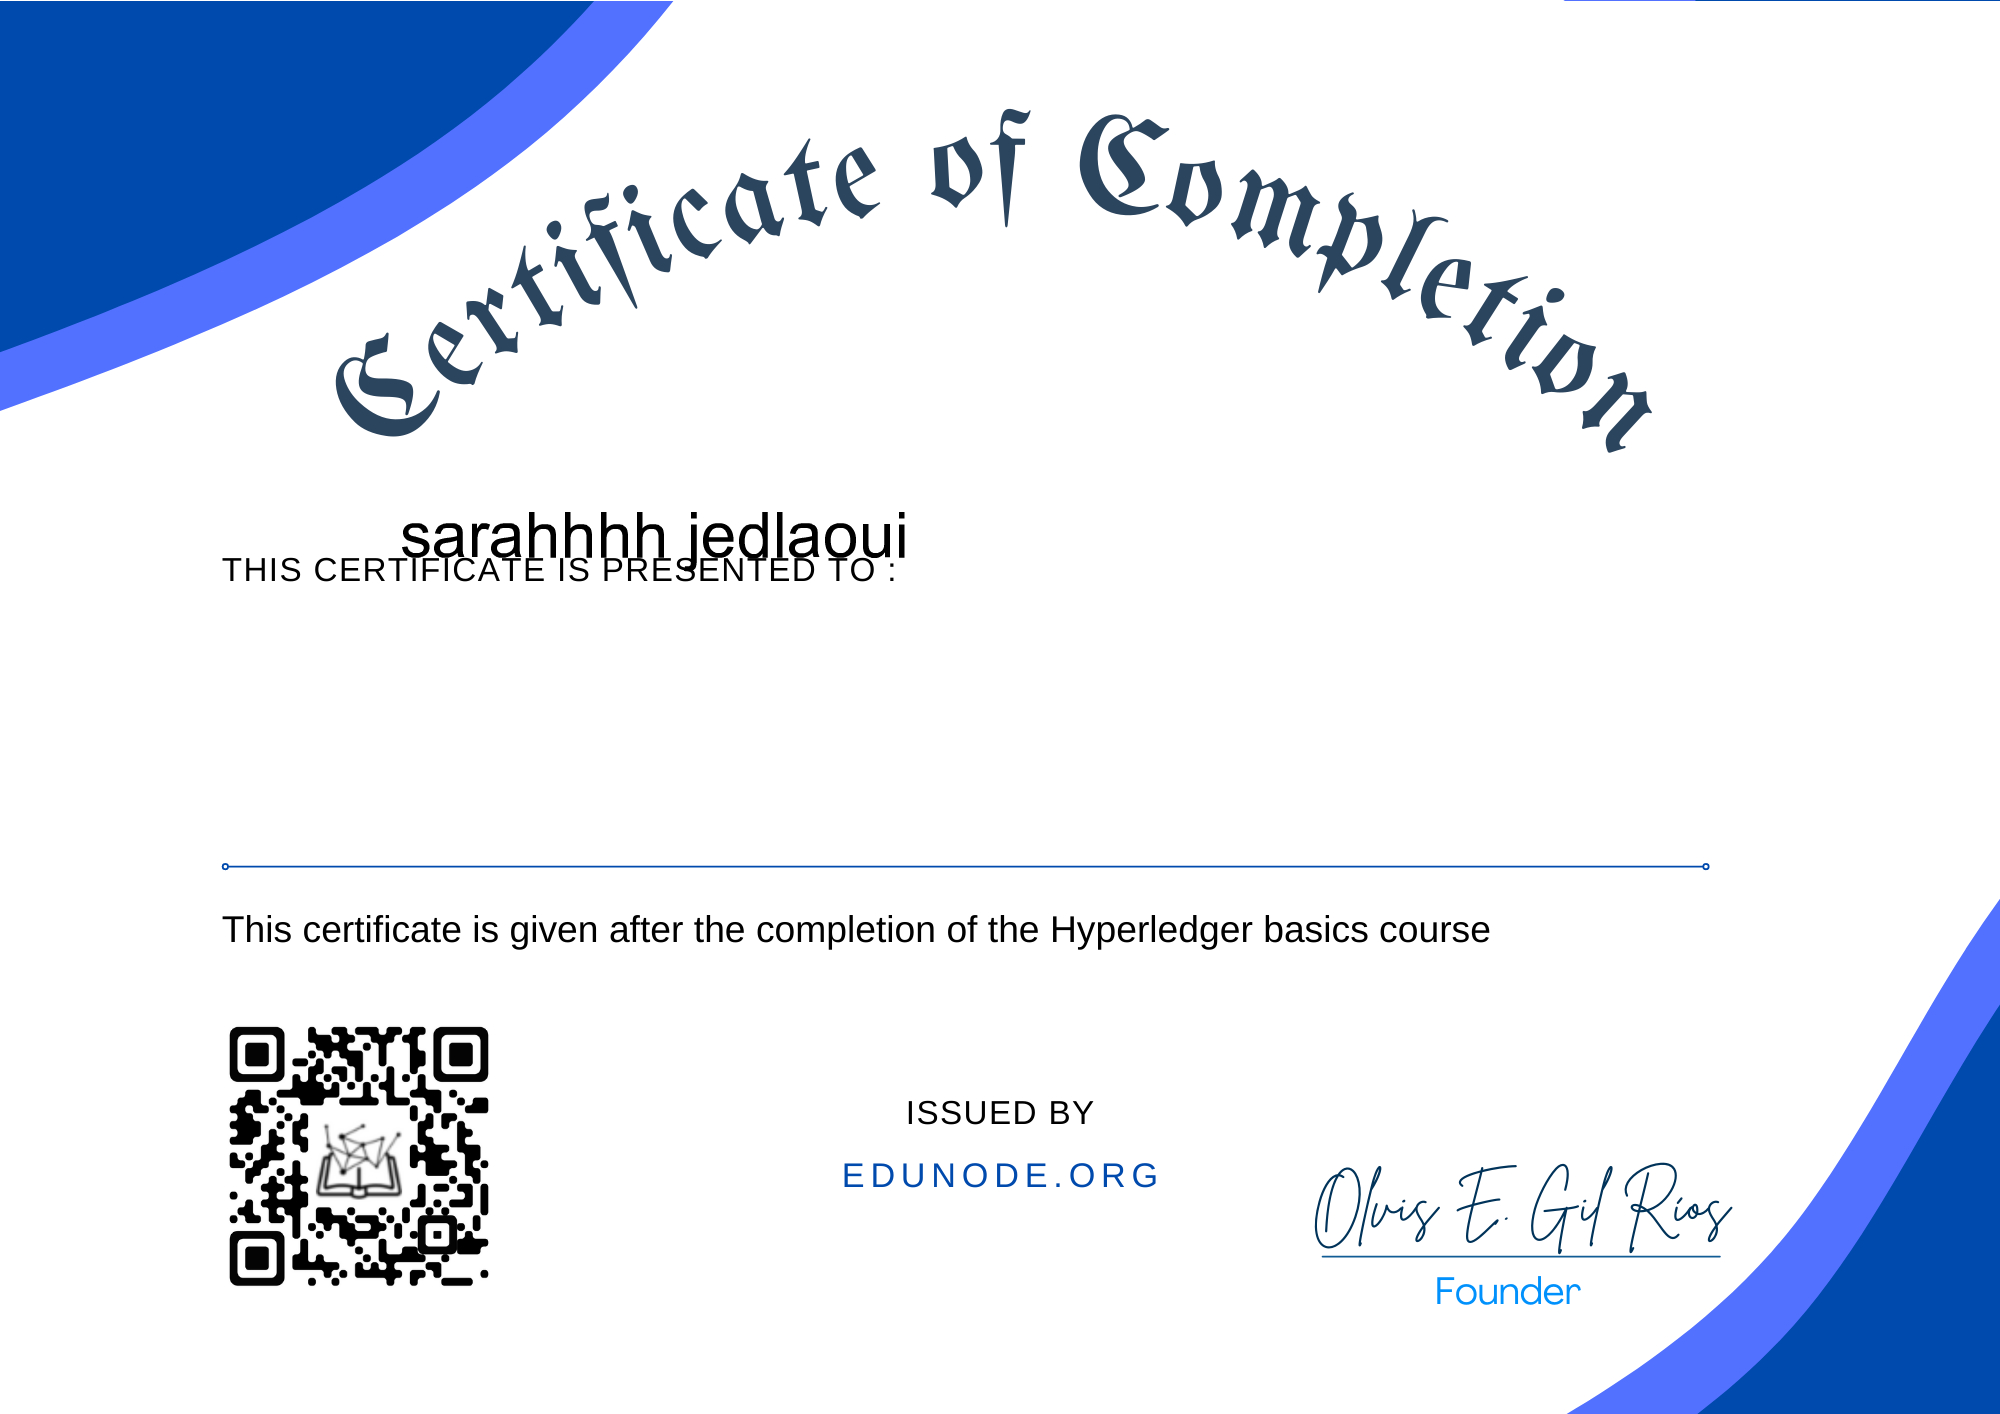 Certificate of Completion
sarahhhh jedlaoui
THIS CERTIFICATE IS PRESENTED TO :
This certificate is given after the completion of the Hyperledger basics course
ISSUED BY
EDUNODE.ORG
Olvis E. Gil Ríos
Founder